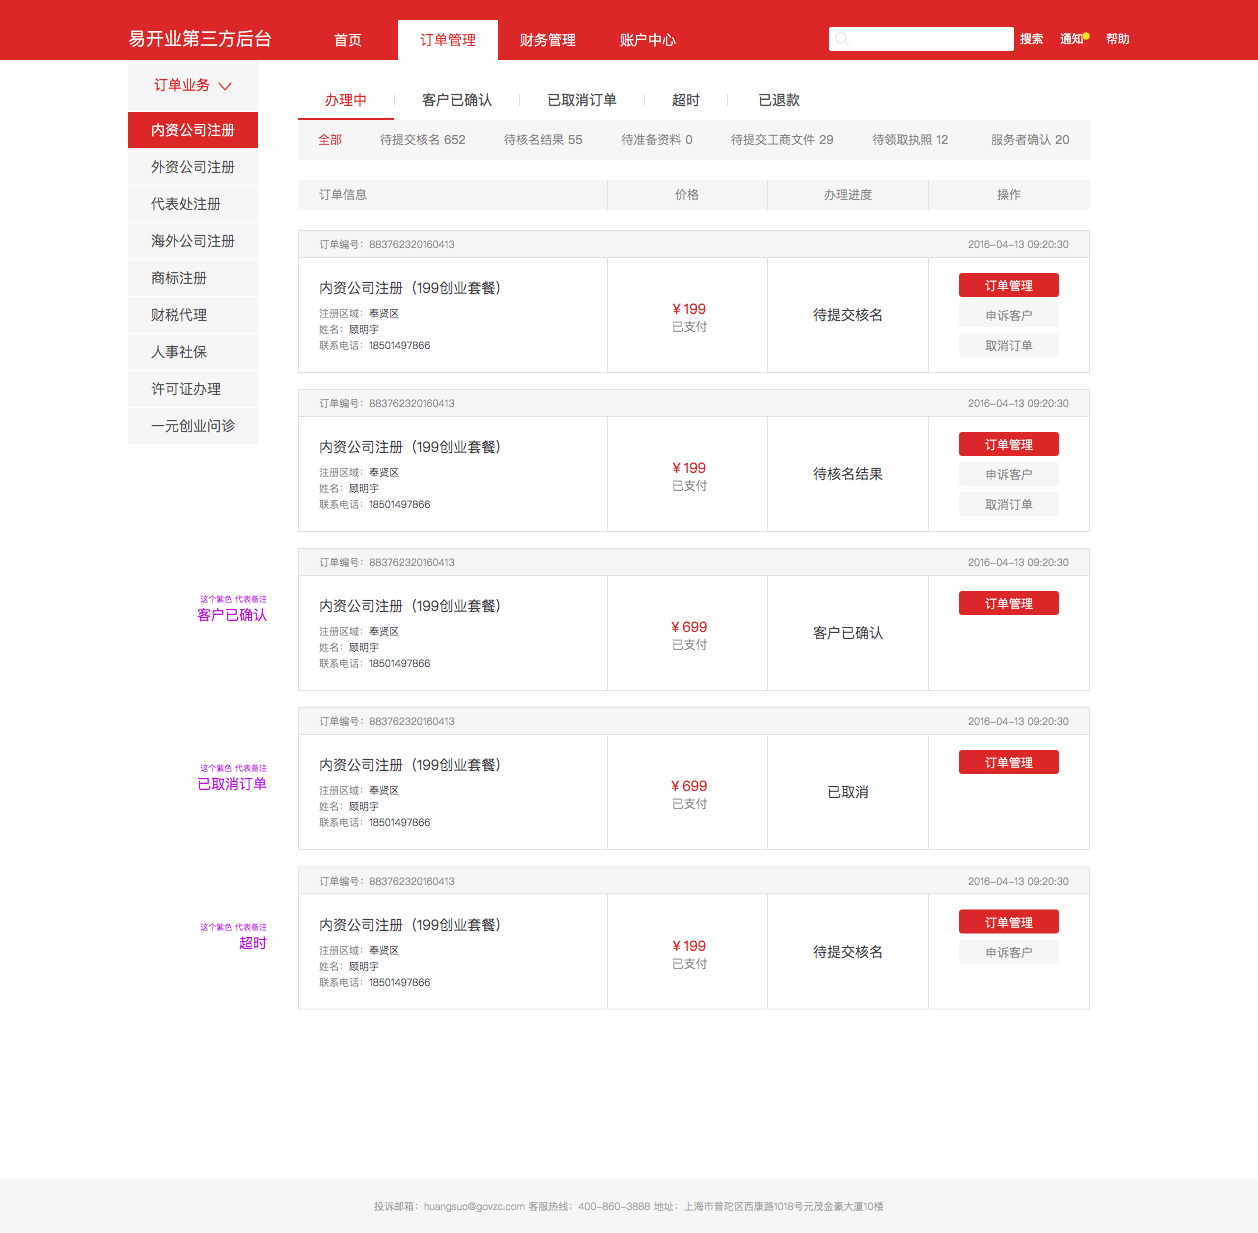 易开业第三方后台 首页 订单管理 财务管理 账户中心 搜索 通知 帮助
订单业务
内资公司注册
外资公司注册
代表处注册
海外公司注册
商标注册
财税代理
人事社保
许可证办理
一元创业问诊
办理中 客户已确认 已取消订单 超时 已退款
全部 待提交核名 652 待核名结果 55 待准备资料 0 待提交工商文件 29 待领取执照 12 服务者确认 20
订单信息 价格 办理进度 操作
订单编号：883762320160413 2016-04-13 09:20:30
内资公司注册（199创业套餐）
注册区域：奉贤区
姓名：顾明宇
联系电话：18501497866
￥199
已支付
待提交核名
订单管理
申诉客户
取消订单
订单编号：883762320160413 2016-04-13 09:20:30
内资公司注册（199创业套餐）
注册区域：奉贤区
姓名：顾明宇
联系电话：18501497866
￥199
已支付
待核名结果
订单管理
申诉客户
取消订单
这个紫色 代表备注
客户已确认
订单编号：883762320160413 2016-04-13 09:20:30
内资公司注册（199创业套餐）
注册区域：奉贤区
姓名：顾明宇
联系电话：18501497866
￥699
已支付
客户已确认
订单管理
这个紫色 代表备注
已取消订单
订单编号：883762320160413 2016-04-13 09:20:30
内资公司注册（199创业套餐）
注册区域：奉贤区
姓名：顾明宇
联系电话：18501497866
￥699
已支付
已取消
订单管理
这个紫色 代表备注
超时
订单编号：883762320160413 2016-04-13 09:20:30
内资公司注册（199创业套餐）
注册区域：奉贤区
姓名：顾明宇
联系电话：18501497866
￥199
已支付
待提交核名
订单管理
申诉客户
投诉邮箱：huangsuo@govzc.com 客服热线：400-860-3888 地址：上海市普陀区西康路1018号元茂金豪大厦10楼